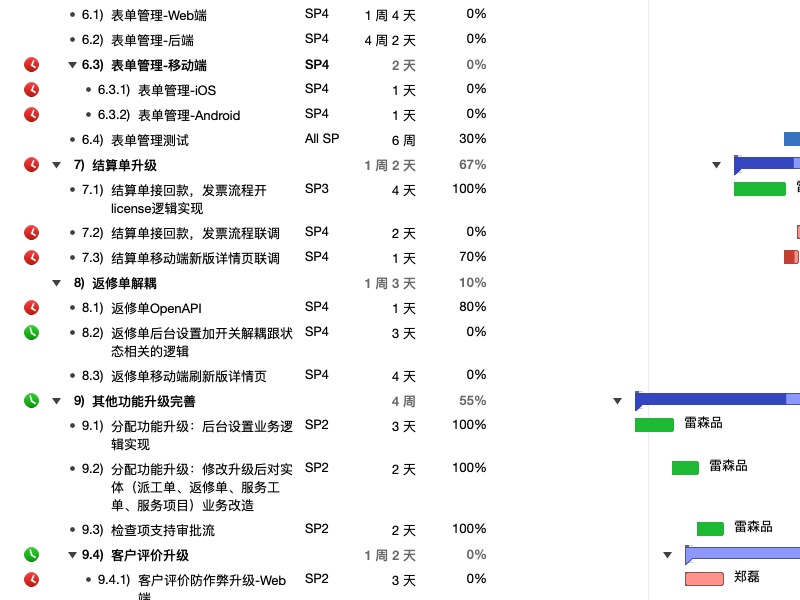 6.1) 表单管理-Web端 SP4 1 周 4 天 0%
6.2) 表单管理-后端 SP4 4 周 2 天 0%
6.3) 表单管理-移动端 SP4 2 天 0%
6.3.1) 表单管理-iOS SP4 1 天 0%
6.3.2) 表单管理-Android SP4 1 天 0%
6.4) 表单管理测试 All SP 6 周 30%
7) 结算单升级 1 周 2 天 67%
7.1) 结算单接回款，发票流程开 SP3 4 天 100%
license逻辑实现
7.2) 结算单接回款，发票流程联调 SP4 2 天 0%
7.3) 结算单移动端新版详情页联调 SP4 1 天 70%
8) 返修单解耦 1 周 3 天 10%
8.1) 返修单OpenAPI SP4 1 天 80%
8.2) 返修单后台设置加开关解耦跟状 SP4 3 天 0%
态相关的逻辑
8.3) 返修单移动端刷新版详情页 SP4 4 天 0%
9) 其他功能升级完善 4 周 55%
9.1) 分配功能升级：后台设置业务逻 SP2 3 天 100% 雷森品
辑实现
9.2) 分配功能升级：修改升级后对实 SP2 2 天 100% 雷森品
体（派工单、返修单、服务工
单、服务项目）业务改造
9.3) 检查项支持审批流 SP2 2 天 100% 雷森品
9.4) 客户评价升级 1 周 2 天 0%
9.4.1) 客户评价防作弊升级-Web SP2 3 天 0% 郑磊
端